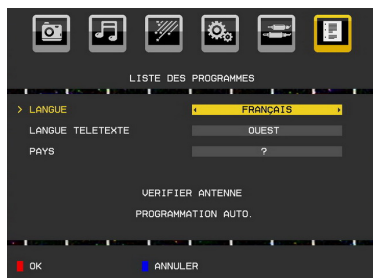 LISTE DES PROGRAMMES
> LANGUE FRANÇAIS
LANGUE TELETEXTE OUEST
PAYS ?
VERIFIER ANTENNE
PROGRAMMATION AUTO.
OK ANNULER